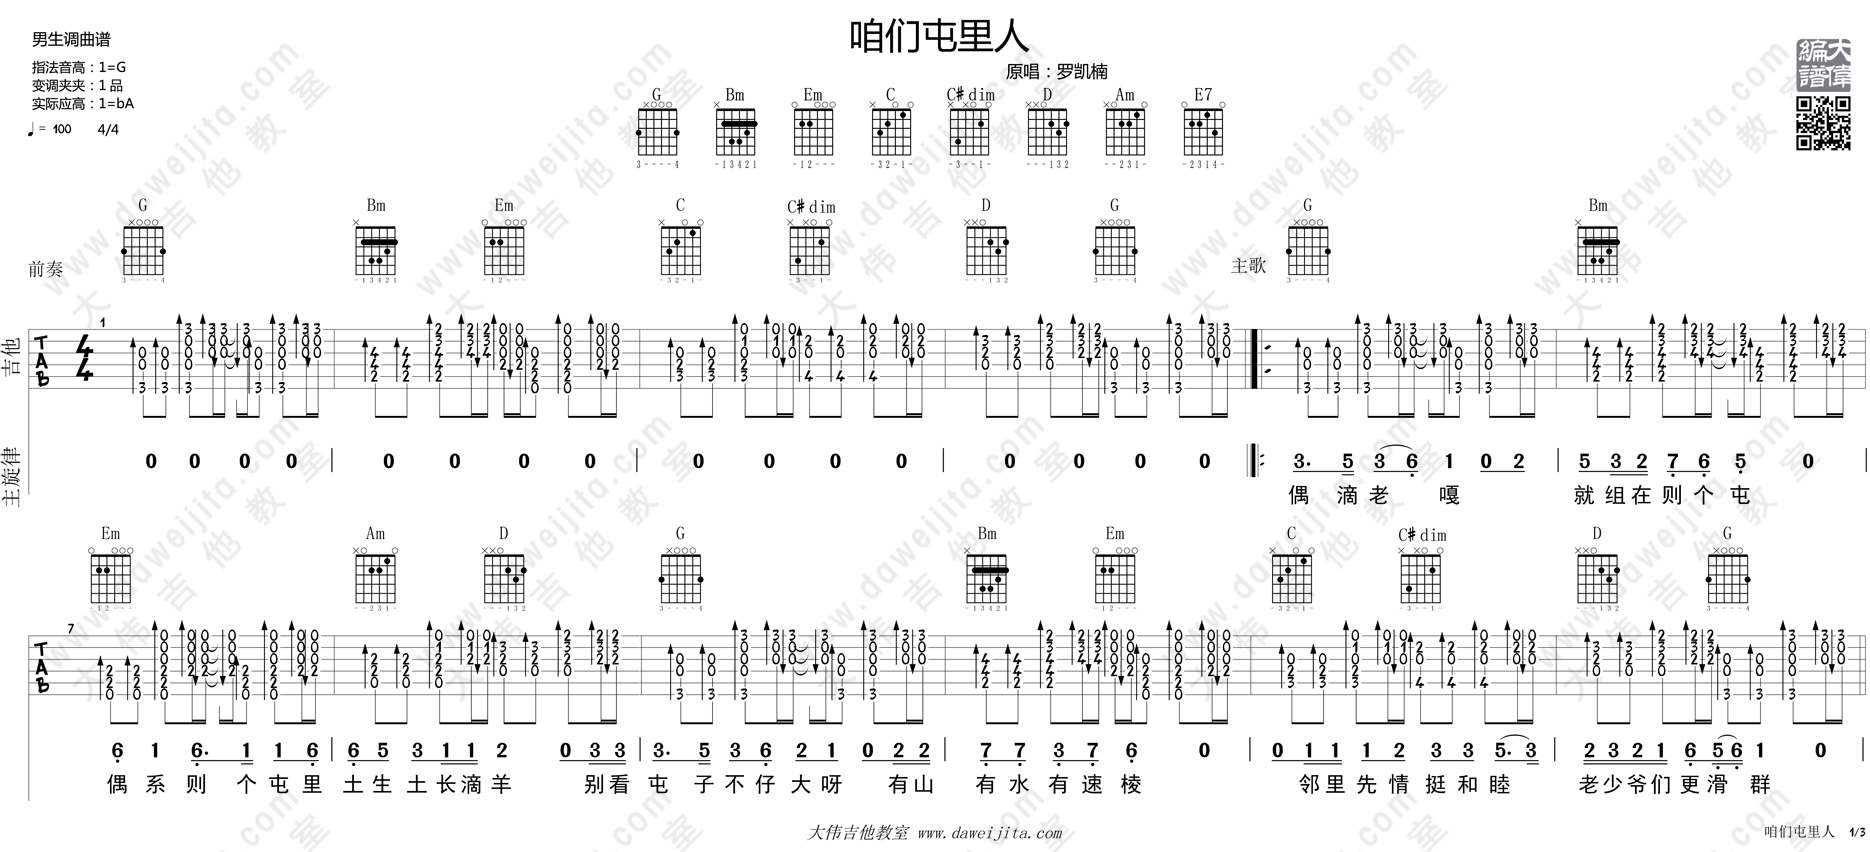 咱们屯里人
男生调曲谱
原唱：罗凯楠
指法音高：1=G
变调夹夹：1品
实际应高：1=bA
♩= 100 4/4
大偉編譜
G Bm Em C C#dim D Am E7
G Bm Em C C#dim D G G Bm
前奏
主歌
吉他
主旋律
1
TAB 4/4
0 0 0 0 | 0 0 0 0 | 0 0 0 0 | 0 0 0 0 3. 5 3 6 1 0 2 | 5 3 2 7 6 5 0
偶 滴 老 嘎 就 组 在 则 个 屯
Em Am D G Bm Em C C#dim D G
7
TAB
6 1 6. 1 1 6 | 6 5 3 1 1 2 0 3 3 | 3. 5 3 6 2 1 0 2 2 | 7 7 3 7 6 0 | 0 1 1 1 2 3 3 5. 3 | 2 3 2 1 6 5 6 1 0
偶 系 则 个 屯 里 土 生 土 长 滴 羊 别 看 屯 子 不 仔 大 呀 有 山 有 水 有 速 棱 邻 里 先 情 挺 和 睦 老 少 爷 们 更 滑 群
大伟吉他教室 www.daweijita.com
咱们屯里人 1/3